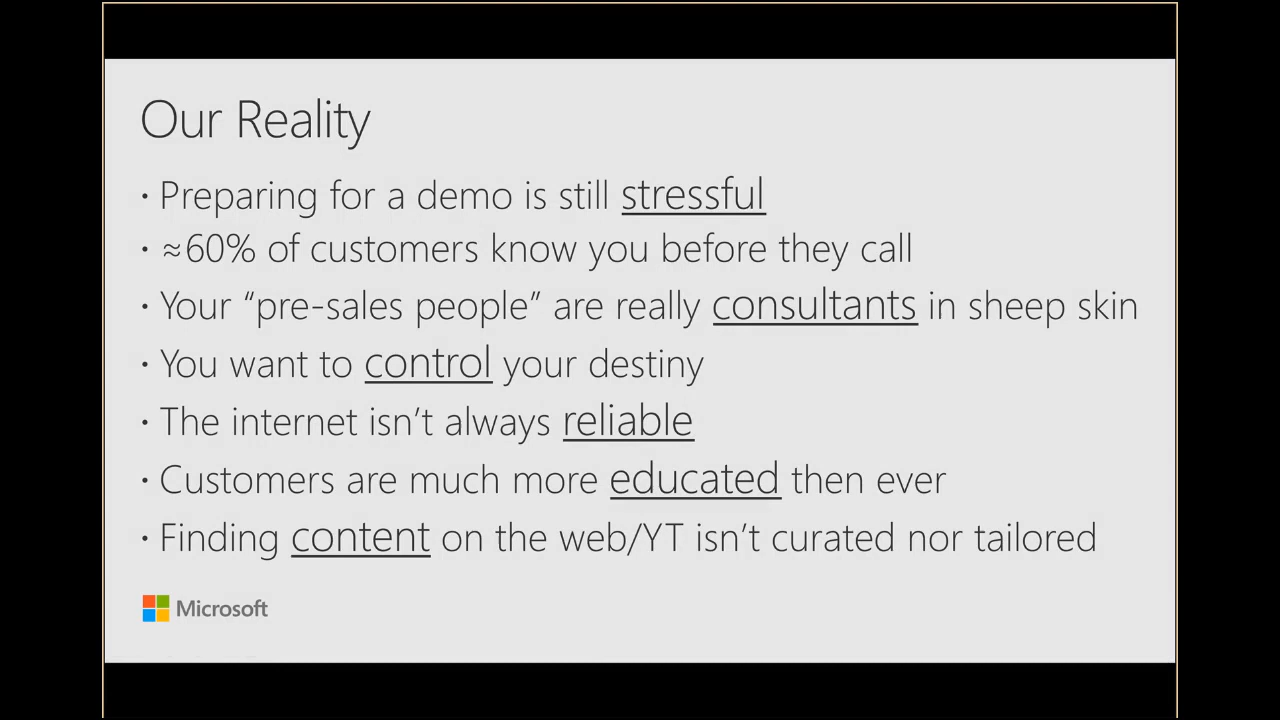 Our Reality
· Preparing for a demo is still stressful
· ≈60% of customers know you before they call
· Your “pre-sales people” are really consultants in sheep skin
· You want to control your destiny
· The internet isn’t always reliable
· Customers are much more educated then ever
· Finding content on the web/YT isn’t curated nor tailored
Microsoft